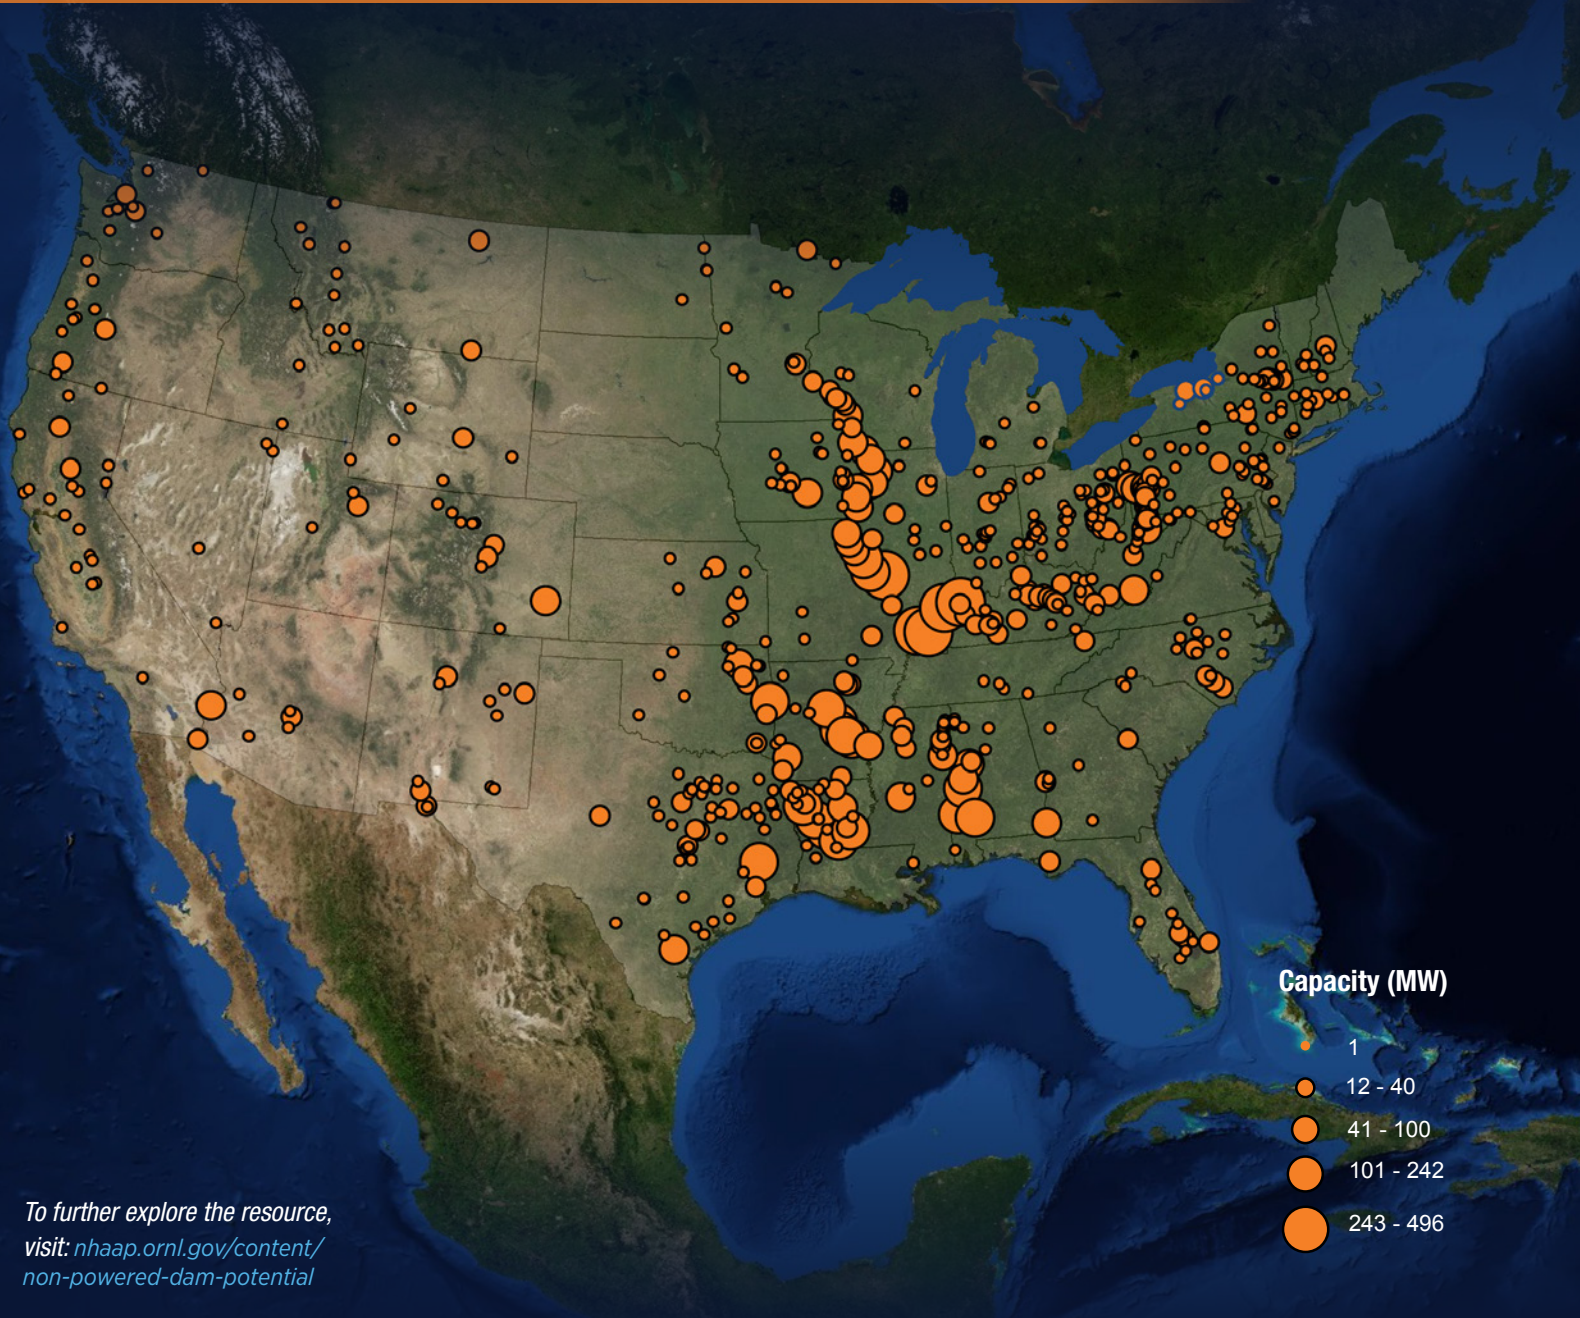 Capacity (MW)
1
12 - 40
41 - 100
101 - 242
243 - 496
To further explore the resource,
visit: nhaap.ornl.gov/content/
non-powered-dam-potential